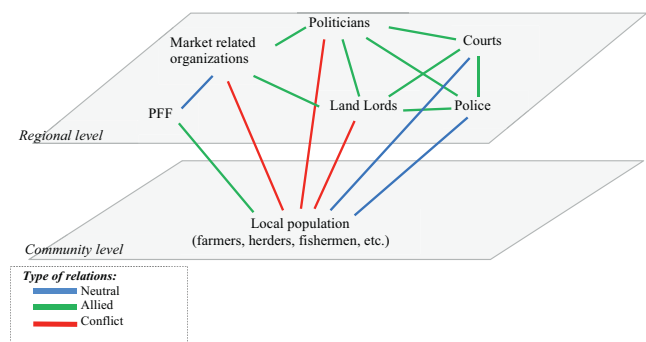 Politicians
Market related
organizations
Courts
PFF
Land Lords
Police
Regional level
Local population
(farmers, herders, fishermen, etc.)
Community level
Type of relations:
Neutral
Allied
Conflict